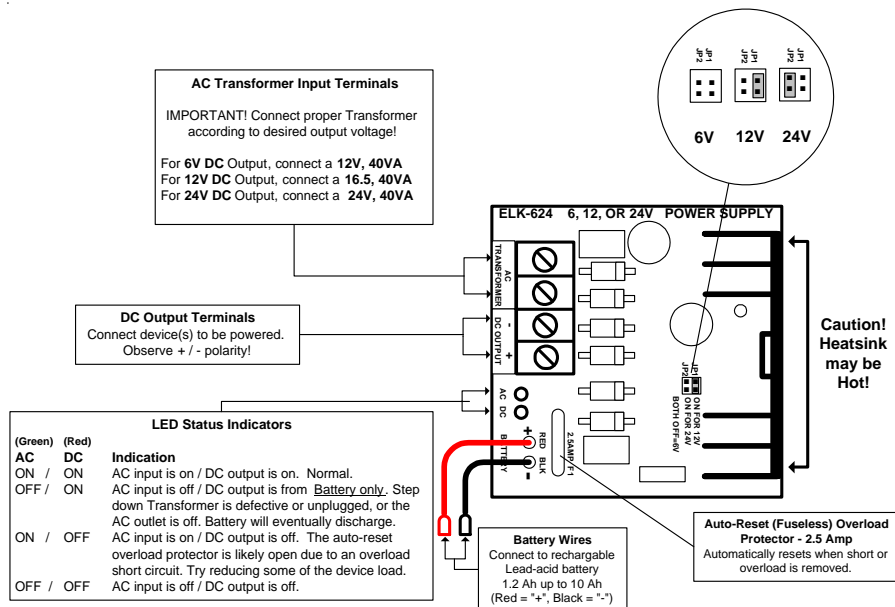 JP1
JP2
JP1
JP2
JP1
JP2
6V 12V 24V
AC Transformer Input Terminals
IMPORTANT! Connect proper Transformer
according to desired output voltage!
For 6V DC Output, connect a 12V, 40VA
For 12V DC Output, connect a 16.5, 40VA
For 24V DC Output, connect a 24V, 40VA
ELK-624 6, 12, OR 24V POWER SUPPLY
AC
TRANSFORMER
DC OUTPUT
-
+
DC Output Terminals
Connect device(s) to be powered.
Observe + / - polarity!
Caution!
Heatsink
may be
Hot!
JP1
JP2
ON FOR 12V
ON FOR 24V
BOTH OFF=6V
AC
DC
+
RED
BATTERY
BLK
-
2.5AMP/F1
LED Status Indicators
(Green) (Red)
AC DC Indication
ON / ON AC input is on / DC output is on. Normal.
OFF / ON AC input is off / DC output is from Battery only. Step
down Transformer is defective or unplugged, or the
AC outlet is off. Battery will eventually discharge.
ON / OFF AC input is on / DC output is off. The auto-reset
overload protector is likely open due to an overload
short circuit. Try reducing some of the device load.
OFF / OFF AC input is off / DC output is off.
Battery Wires
Connect to rechargable
Lead-acid battery
1.2 Ah up to 10 Ah
(Red = "+", Black = "-")
Auto-Reset (Fuseless) Overload
Protector - 2.5 Amp
Automatically resets when short or
overload is removed.